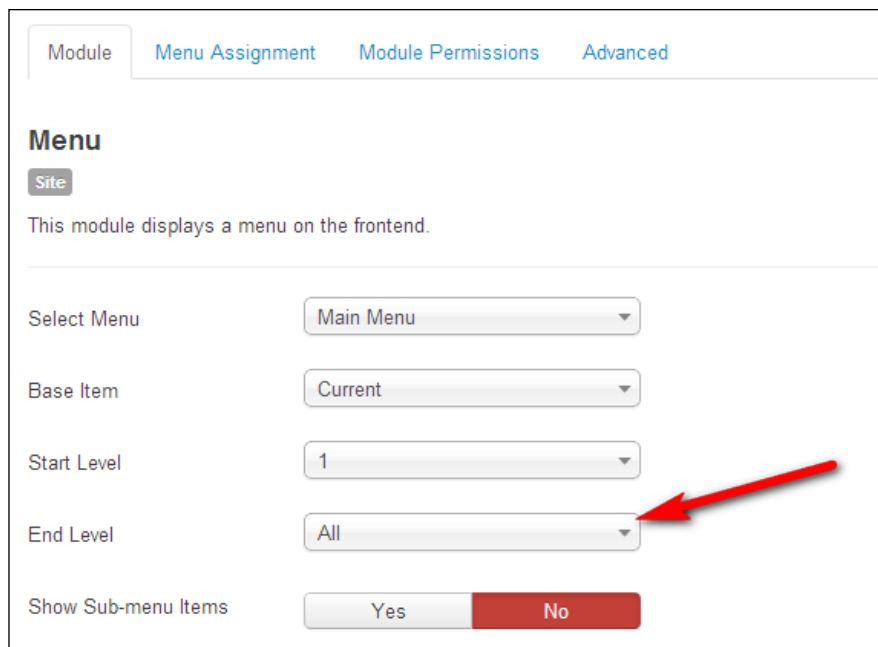 Module Menu Assignment Module Permissions Advanced
Menu
Site
This module displays a menu on the frontend.
Select Menu Main Menu
Base Item Current
Start Level 1
End Level All
Show Sub-menu Items Yes No